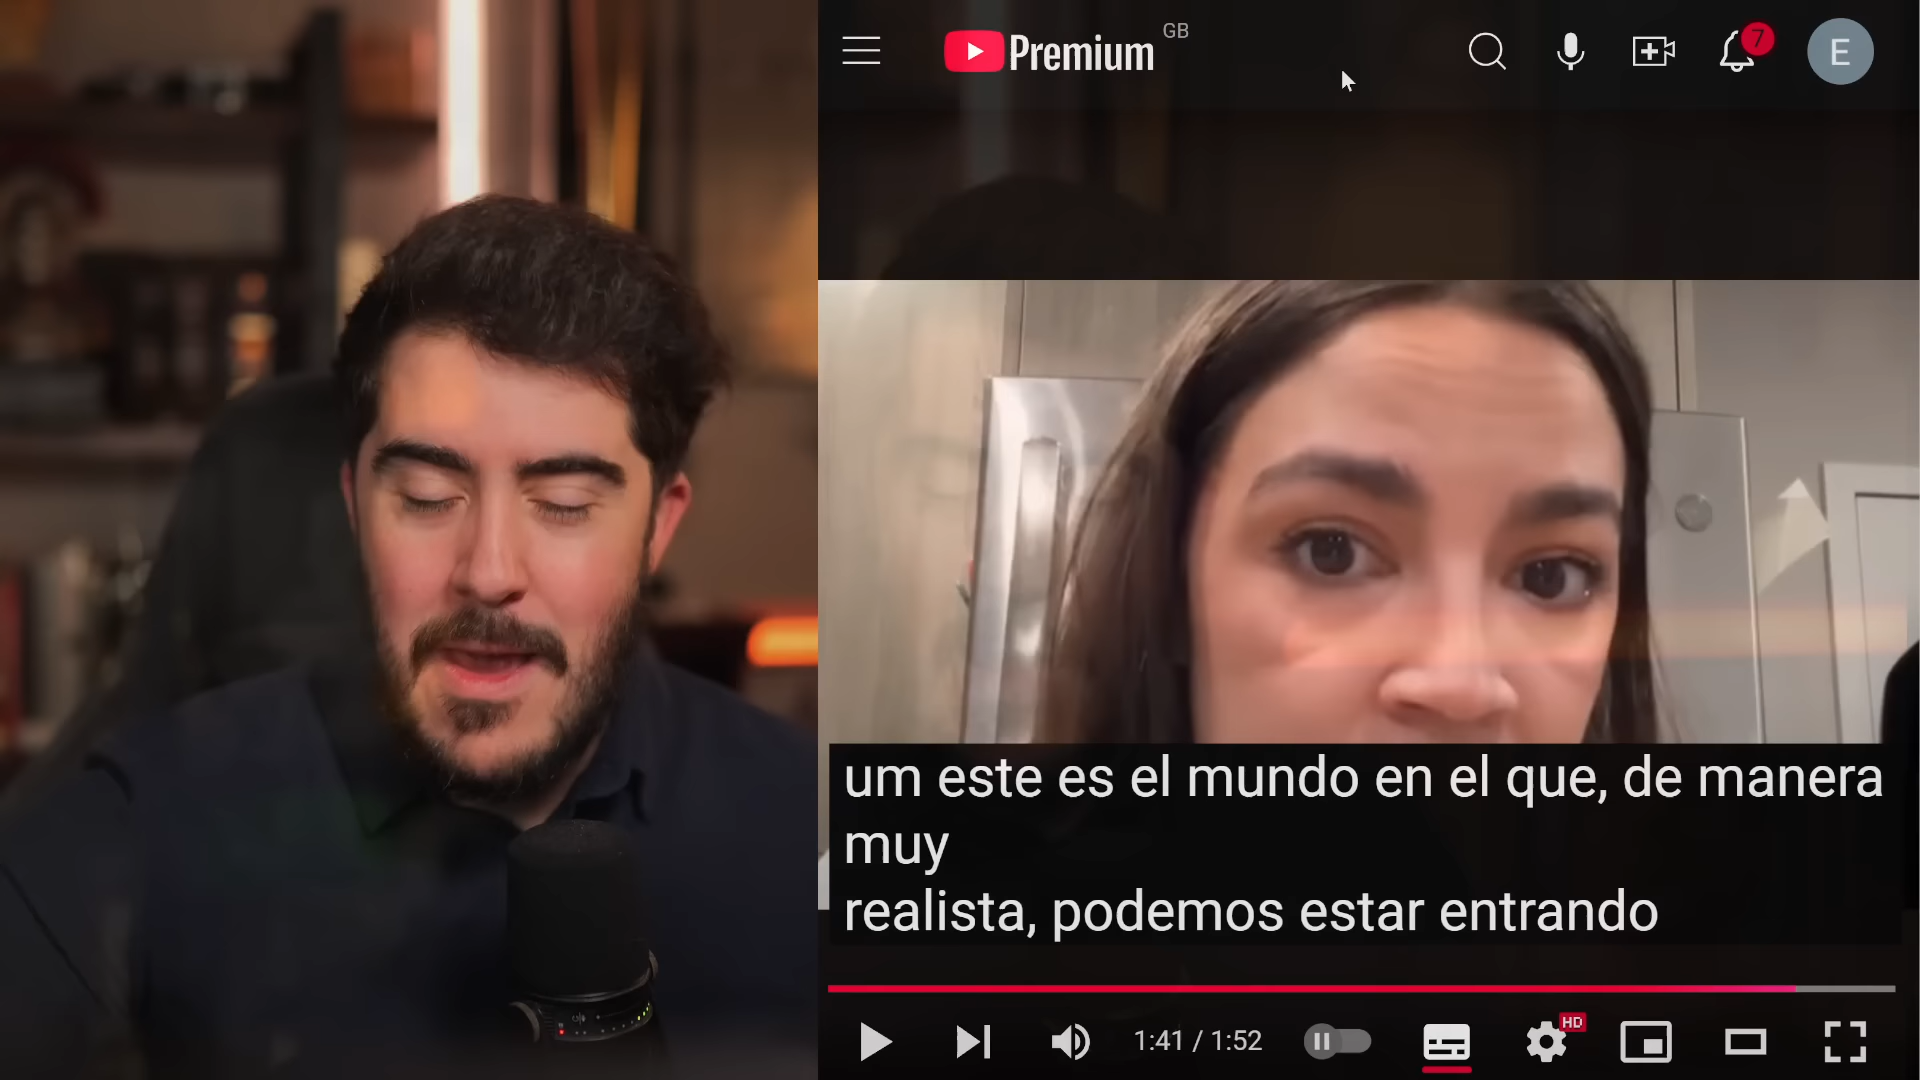 Premium
GB
7
E
um este es el mundo en el que, de manera
muy
realista, podemos estar entrando
1:41 / 1:52
HD